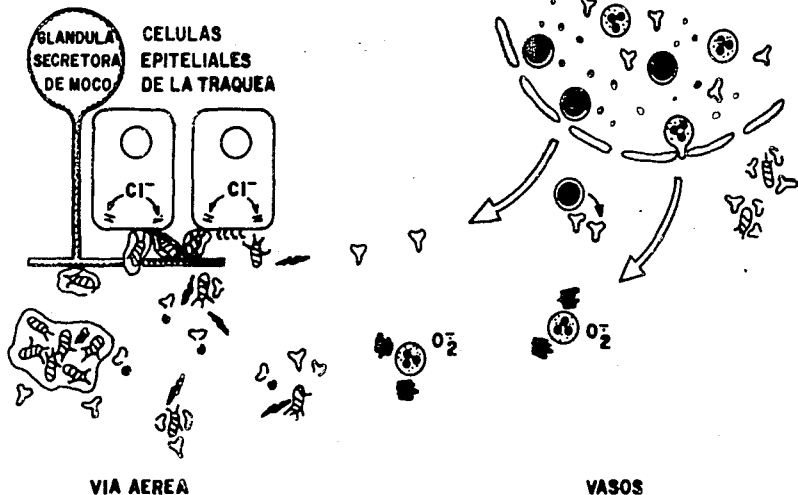 GLANDULA
SECRETORA
DE MOCO
CELULAS
EPITELIALES
DE LA TRAQUEA
Cl⁻
Cl⁻
O₂⁻
O₂⁻
VIA AEREA
VASOS